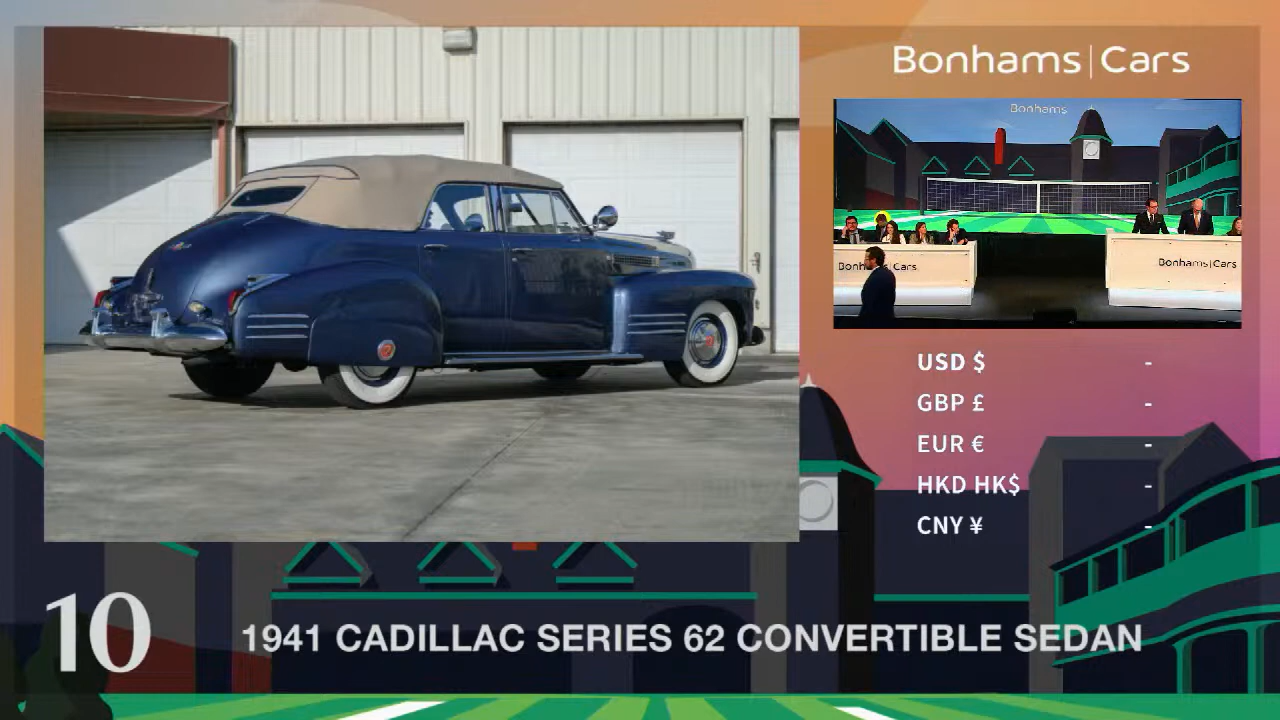 Bonhams|Cars
Bonhams
Bonhams|Cars
Bonhams|Cars
USD $ -
GBP £ -
EUR € -
HKD HK$ -
CNY ¥ -
10
1941 CADILLAC SERIES 62 CONVERTIBLE SEDAN